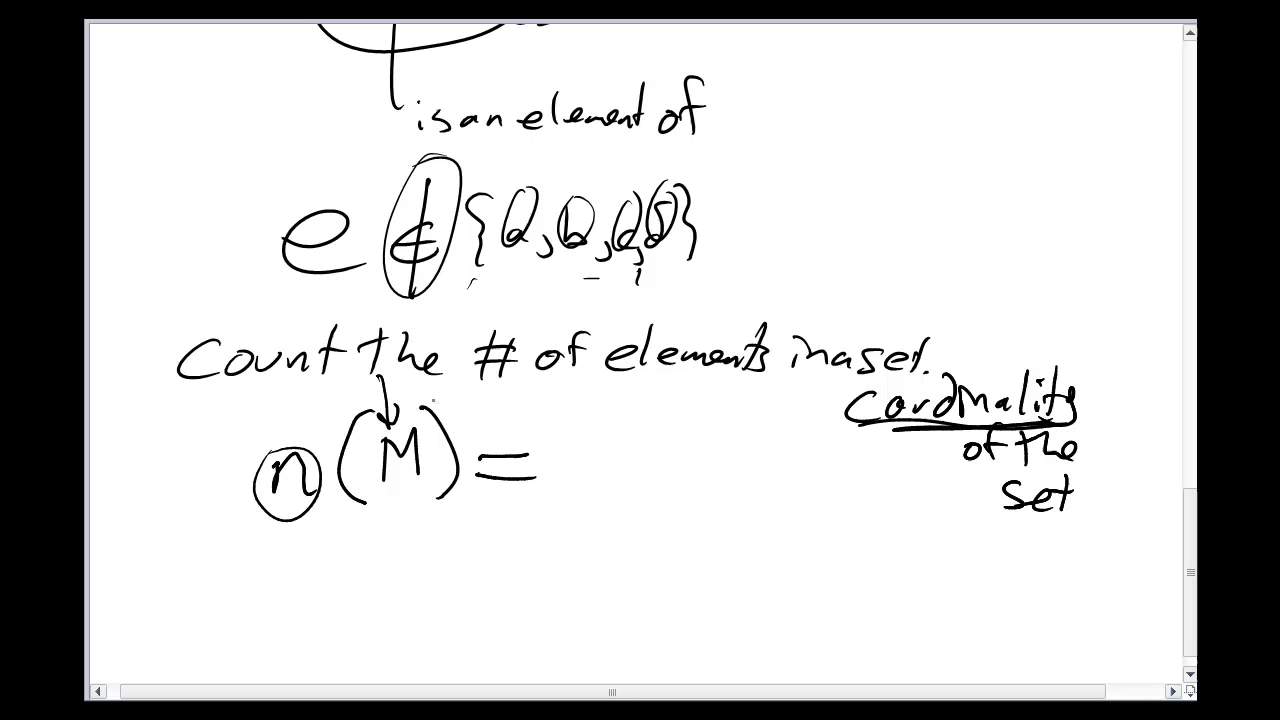 is an element of
e ∉ {a, b, c, d}
Count the # of elements in a set.
Cardinality
n (M) =
of the
set